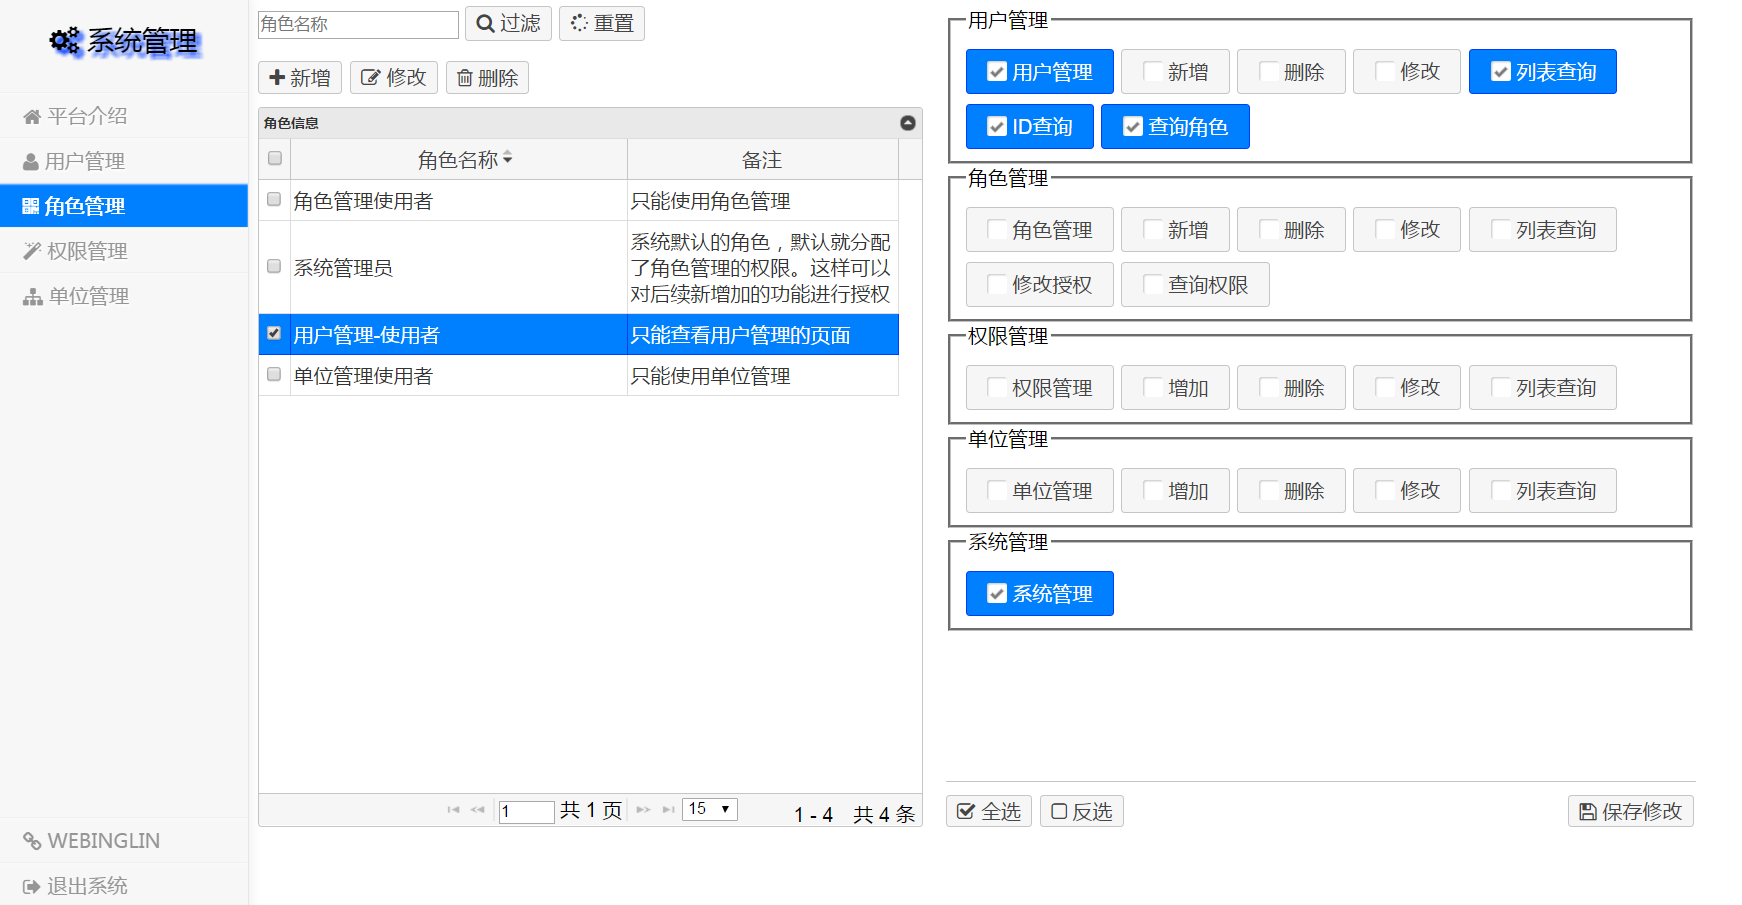 系统管理
平台介绍
用户管理
角色管理
权限管理
单位管理
WEBINGLIN
退出系统
角色名称 过滤 重置
新增 修改 删除
角色信息
角色名称 备注
角色管理使用者 只能使用角色管理
系统管理员 系统默认的角色，默认就分配
了角色管理的权限。这样可以
对后续新增加的功能进行授权
用户管理-使用者 只能查看用户管理的页面
单位管理使用者 只能使用单位管理
1 共 1 页 15 1 - 4 共 4 条
用户管理
用户管理 新增 删除 修改 列表查询
ID查询 查询角色
角色管理
角色管理 新增 删除 修改 列表查询
修改授权 查询权限
权限管理
权限管理 增加 删除 修改 列表查询
单位管理
单位管理 增加 删除 修改 列表查询
系统管理
系统管理
全选 反选 保存修改